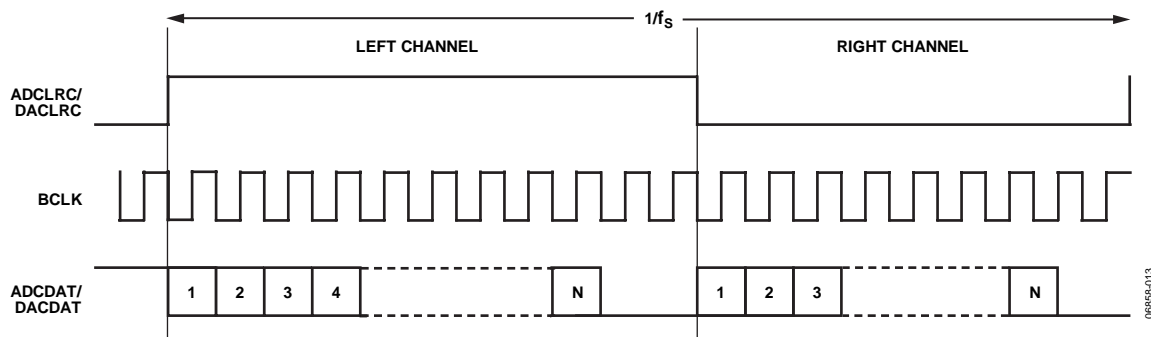 1/fS
LEFT CHANNEL
RIGHT CHANNEL
ADCLRC/
DACLRC
BCLK
ADCDAT/
DACDAT
1 2 3 4 N 1 2 3 N
06858-013